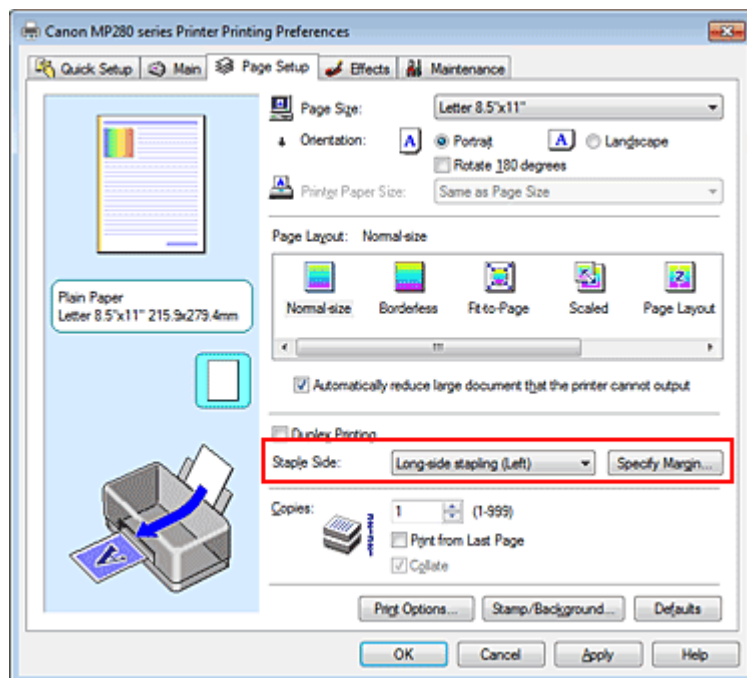 Canon MP280 series Printer Printing Preferences
Quick Setup Main Page Setup Effects Maintenance
Page Size: Letter 8.5"x11"
Orientation: A Portrait A Landscape
Rotate 180 degrees
Printer Paper Size: Same as Page Size
Page Layout: Normal-size
Normal-size Borderless Fit-to-Page Scaled Page Layout
Plain Paper
Letter 8.5"x11" 215.9x279.4mm
Automatically reduce large document that the printer cannot output
Duplex Printing
Staple Side: Long-side stapling (Left) Specify Margin...
Copies: 1 (1-999)
Print from Last Page
Collate
Print Options... Stamp/Background... Defaults
OK Cancel Apply Help